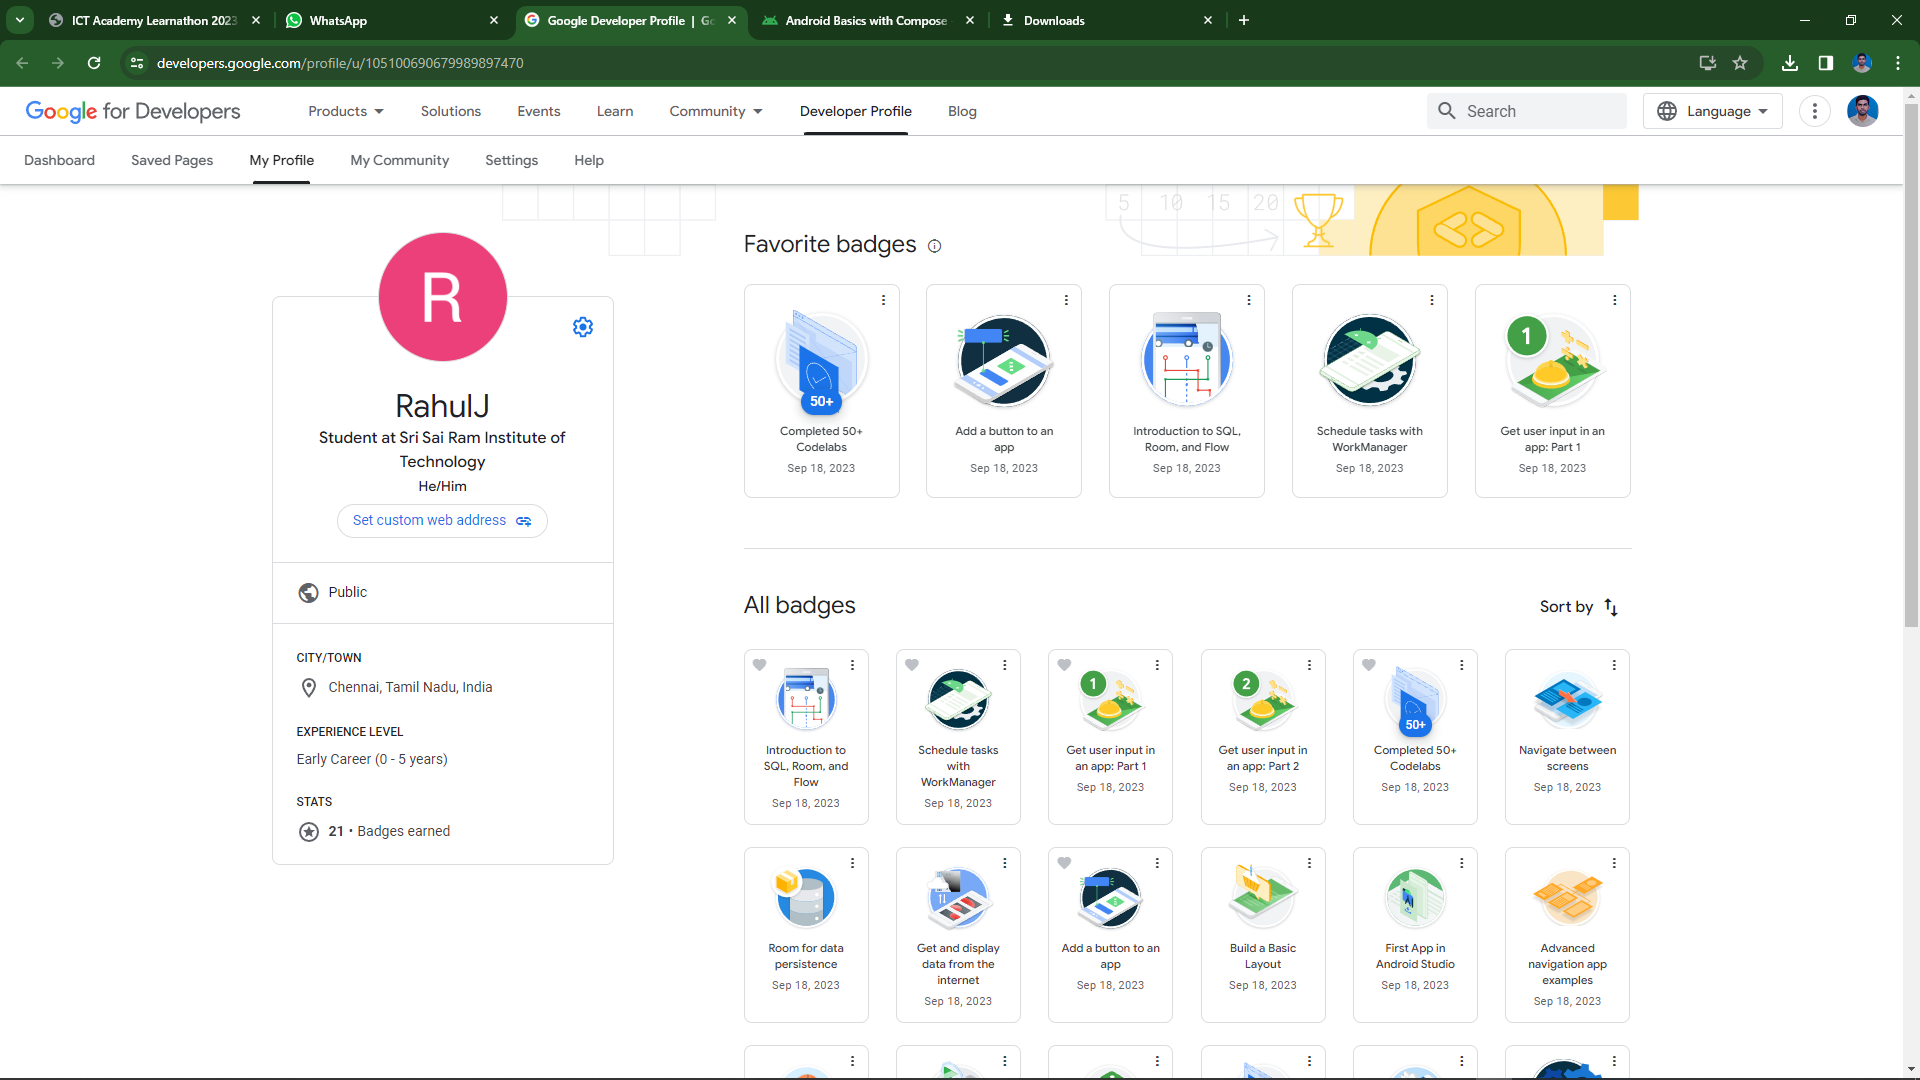 ICT Academy Learnathon 2023
WhatsApp
Google Developer Profile | Go
Android Basics with Compose
Downloads
developers.google.com/profile/u/105100690679989897470
Google for Developers
Products
Solutions
Events
Learn
Community
Developer Profile
Blog
Search
Language
Dashboard
Saved Pages
My Profile
My Community
Settings
Help
5 10 15 20
R
RahulJ
Student at Sri Sai Ram Institute of
Technology
He/Him
Set custom web address
Public
CITY/TOWN
Chennai, Tamil Nadu, India
EXPERIENCE LEVEL
Early Career (0 - 5 years)
STATS
21 • Badges earned
Favorite badges
50+
Completed 50+
Codelabs
Sep 18, 2023
Add a button to an
app
Sep 18, 2023
Introduction to SQL,
Room, and Flow
Sep 18, 2023
Schedule tasks with
WorkManager
Sep 18, 2023
1
Get user input in an
app: Part 1
Sep 18, 2023
All badges
Sort by
Introduction to
SQL, Room, and
Flow
Sep 18, 2023
Schedule tasks
with
WorkManager
Sep 18, 2023
1
Get user input in
an app: Part 1
Sep 18, 2023
2
Get user input in
an app: Part 2
Sep 18, 2023
50+
Completed 50+
Codelabs
Sep 18, 2023
Navigate between
screens
Sep 18, 2023
Room for data
persistence
Sep 18, 2023
Get and display
data from the
internet
Sep 18, 2023
Add a button to an
app
Sep 18, 2023
Build a Basic
Layout
Sep 18, 2023
First App in
Android Studio
Sep 18, 2023
Advanced
navigation app
examples
Sep 18, 2023